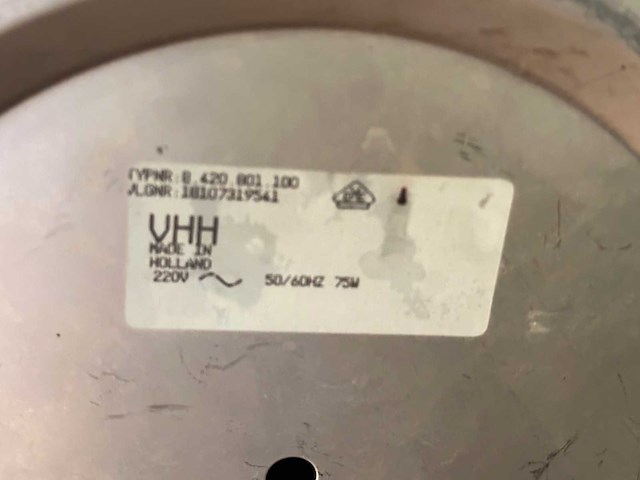 TYPNR:8.420.801.100
VLGNR:18107319541
VHH
MADE IN
HOLLAND
220V 50/60HZ 75W